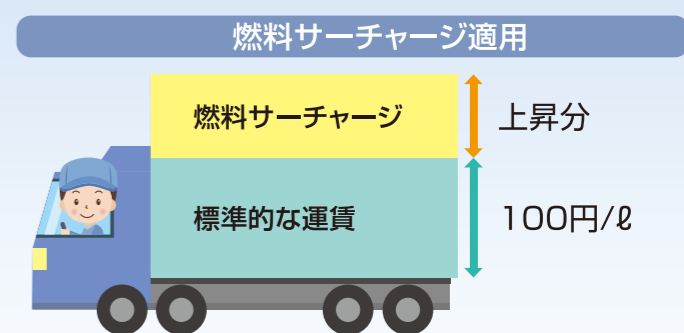 燃料サーチャージ適用
燃料サーチャージ
上昇分
標準的な運賃
100円/ℓ